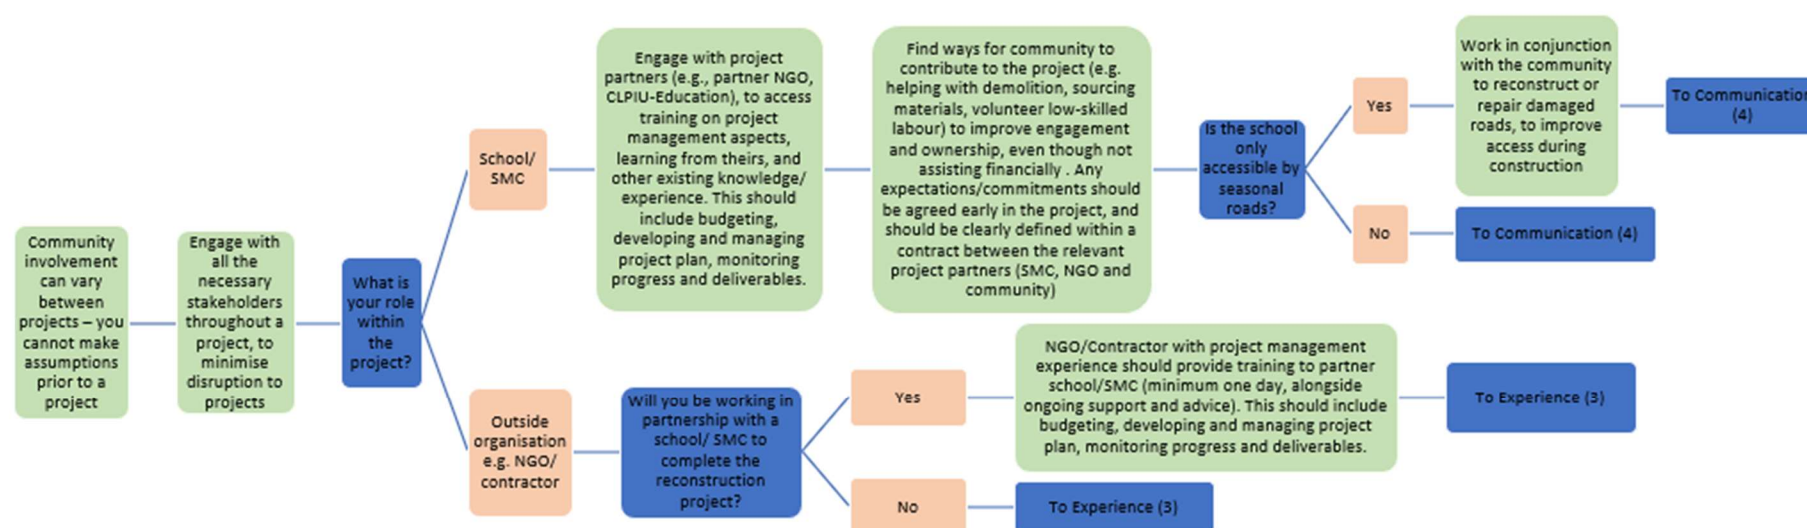 Community
involvement
can vary
between
projects – you
cannot make
assumptions
prior to a
project
Engage with
all the
necessary
stakeholders
throughout a
project, to
minimise
disruption to
projects
What is
your role
within
the
project?
School/
SMC
Engage with project
partners (e.g., partner NGO,
CLPIU-Education), to access
training on project
management aspects,
learning from theirs, and
other existing knowledge/
experience. This should
include budgeting,
developing and managing
project plan, monitoring
progress and deliverables.
Find ways for community to
contribute to the project (e.g.
helping with demolition, sourcing
materials, volunteer low-skilled
labour) to improve engagement
and ownership, even though not
assisting financially . Any
expectations/commitments should
be agreed early in the project, and
should be clearly defined within a
contract between the relevant
project partners (SMC, NGO and
community)
Is the school
only
accessible by
seasonal
roads?
Yes
Work in conjunction
with the community
to reconstruct or
repair damaged
roads, to improve
access during
construction
To Communication
(4)
No
To Communication (4)
Outside
organisation
e.g. NGO/
contractor
Will you be working in
partnership with a
school/ SMC to
complete the
reconstruction
project?
Yes
NGO/Contractor with project management
experience should provide training to partner
school/SMC (minimum one day, alongside
ongoing support and advice). This should include
budgeting, developing and managing project
plan, monitoring progress and deliverables.
To Experience (3)
No
To Experience (3)